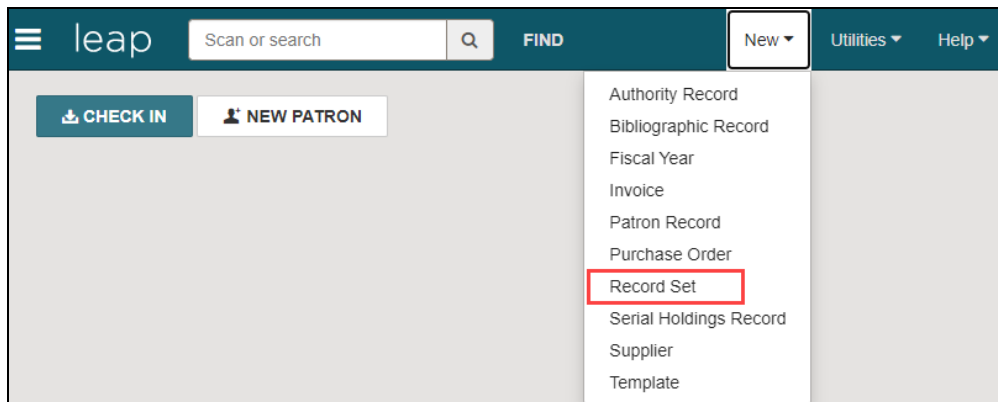 leap Scan or search FIND New Utilities Help
CHECK IN NEW PATRON
Authority Record
Bibliographic Record
Fiscal Year
Invoice
Patron Record
Purchase Order
Record Set
Serial Holdings Record
Supplier
Template